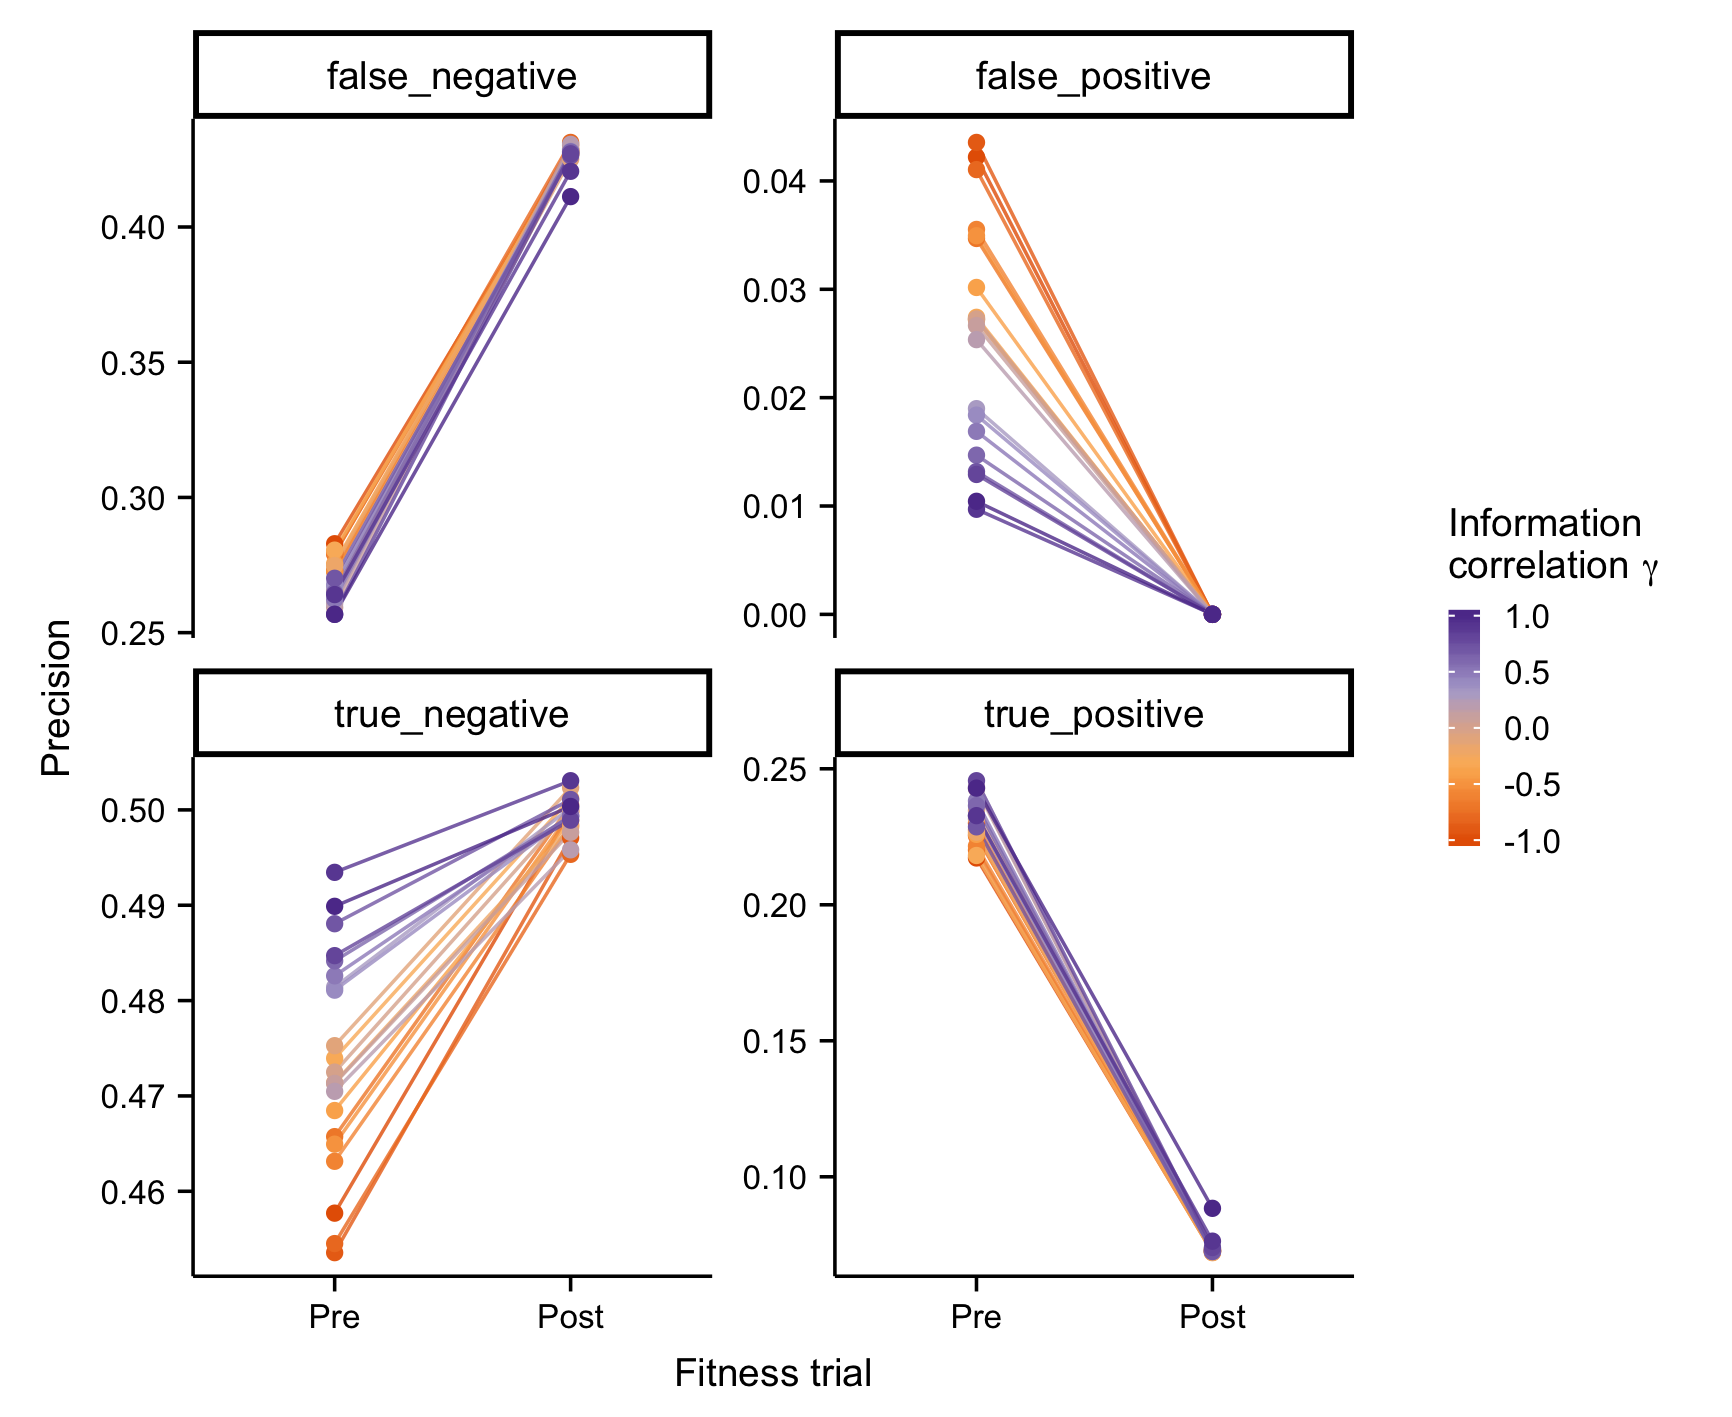 false_negative
false_positive
0.40
0.35
0.30
0.25
0.04
0.03
0.02
0.01
0.00
true_negative
true_positive
0.50
0.49
0.48
0.47
0.46
0.25
0.20
0.15
0.10
Pre
Post
Pre
Post
Fitness trial
Precision
Information
correlation γ
1.0
0.5
0.0
-0.5
-1.0